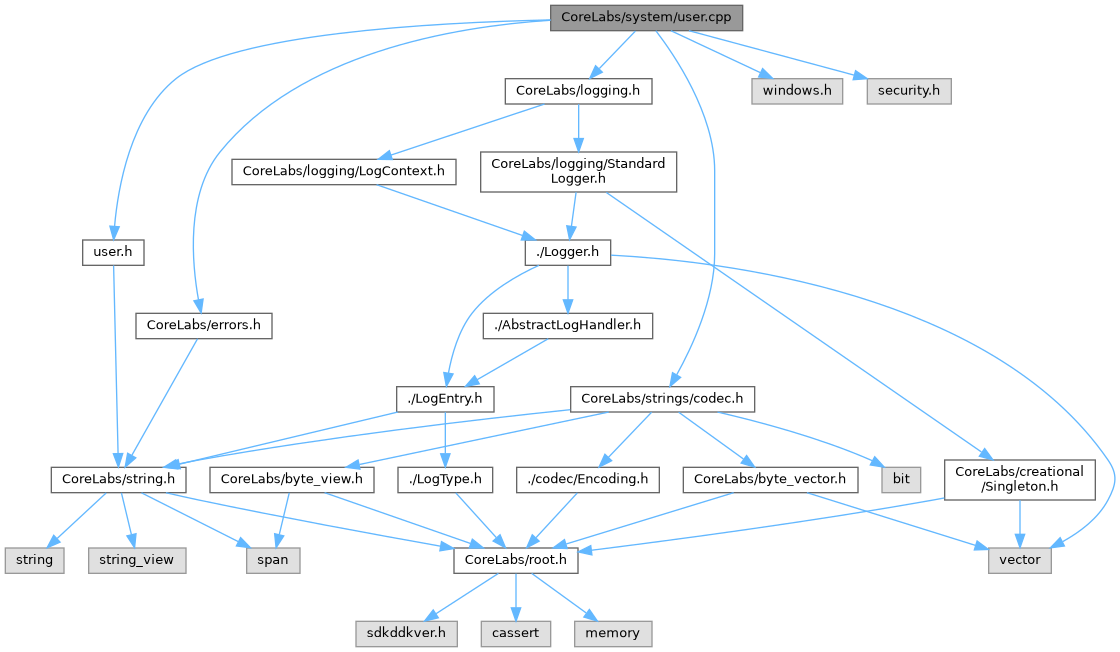 CoreLabs/system/user.cpp
CoreLabs/logging.h
windows.h
security.h
CoreLabs/logging/LogContext.h
CoreLabs/logging/Standard
Logger.h
user.h
./Logger.h
CoreLabs/errors.h
./AbstractLogHandler.h
./LogEntry.h
CoreLabs/strings/codec.h
CoreLabs/string.h
CoreLabs/byte_view.h
./LogType.h
./codec/Encoding.h
CoreLabs/byte_vector.h
bit
CoreLabs/creational
/Singleton.h
string
string_view
span
CoreLabs/root.h
vector
sdkddkver.h
cassert
memory